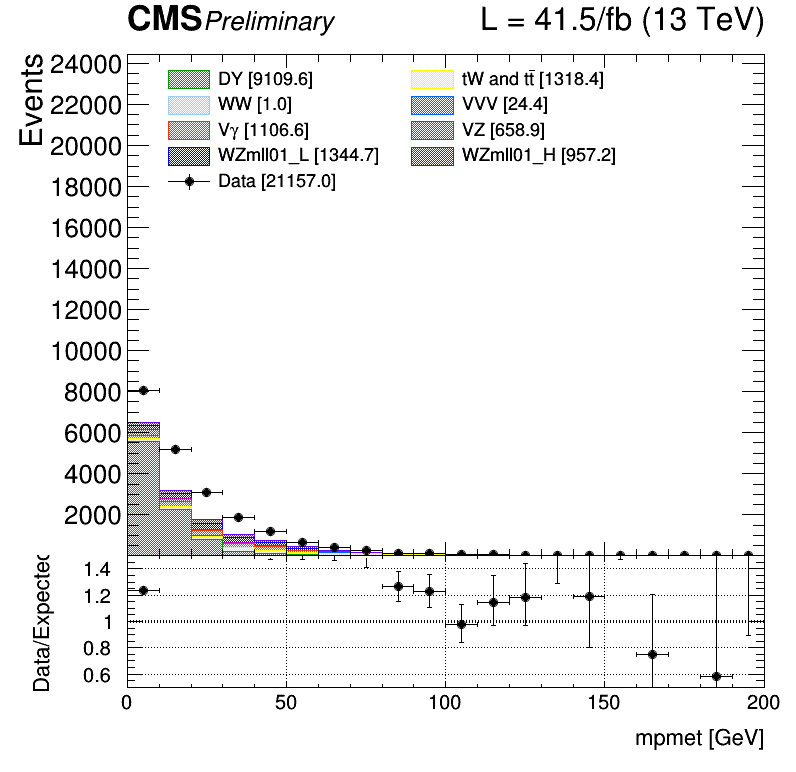 CMS Preliminary L = 41.5/fb (13 TeV)
Events
24000
22000
20000
18000
16000
14000
12000
10000
8000
6000
4000
2000
DY [9109.6]
tW and tt̄ [1318.4]
WW [1.0]
VVV [24.4]
Vγ [1106.6]
VZ [658.9]
WZmll01_L [1344.7]
WZmll01_H [957.2]
Data [21157.0]
Data/Expected
1.4
1.2
1
0.8
0.6
0 50 100 150 200
mpmet [GeV]